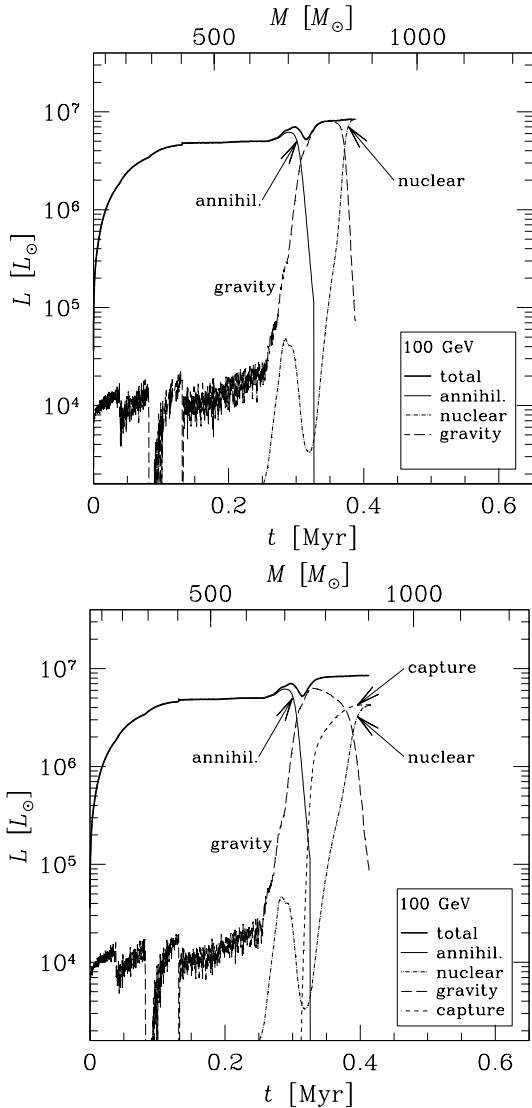 M [M☉]
500 1000
10⁷
10⁶
10⁵
10⁴
L [L☉]
annihil.
nuclear
gravity
100 GeV
total
annihil.
nuclear
gravity
0 0.2 0.4 0.6
t [Myr]
M [M☉]
500 1000
10⁷
10⁶
10⁵
10⁴
L [L☉]
capture
annihil.
nuclear
gravity
100 GeV
total
annihil.
nuclear
gravity
capture
0 0.2 0.4 0.6
t [Myr]